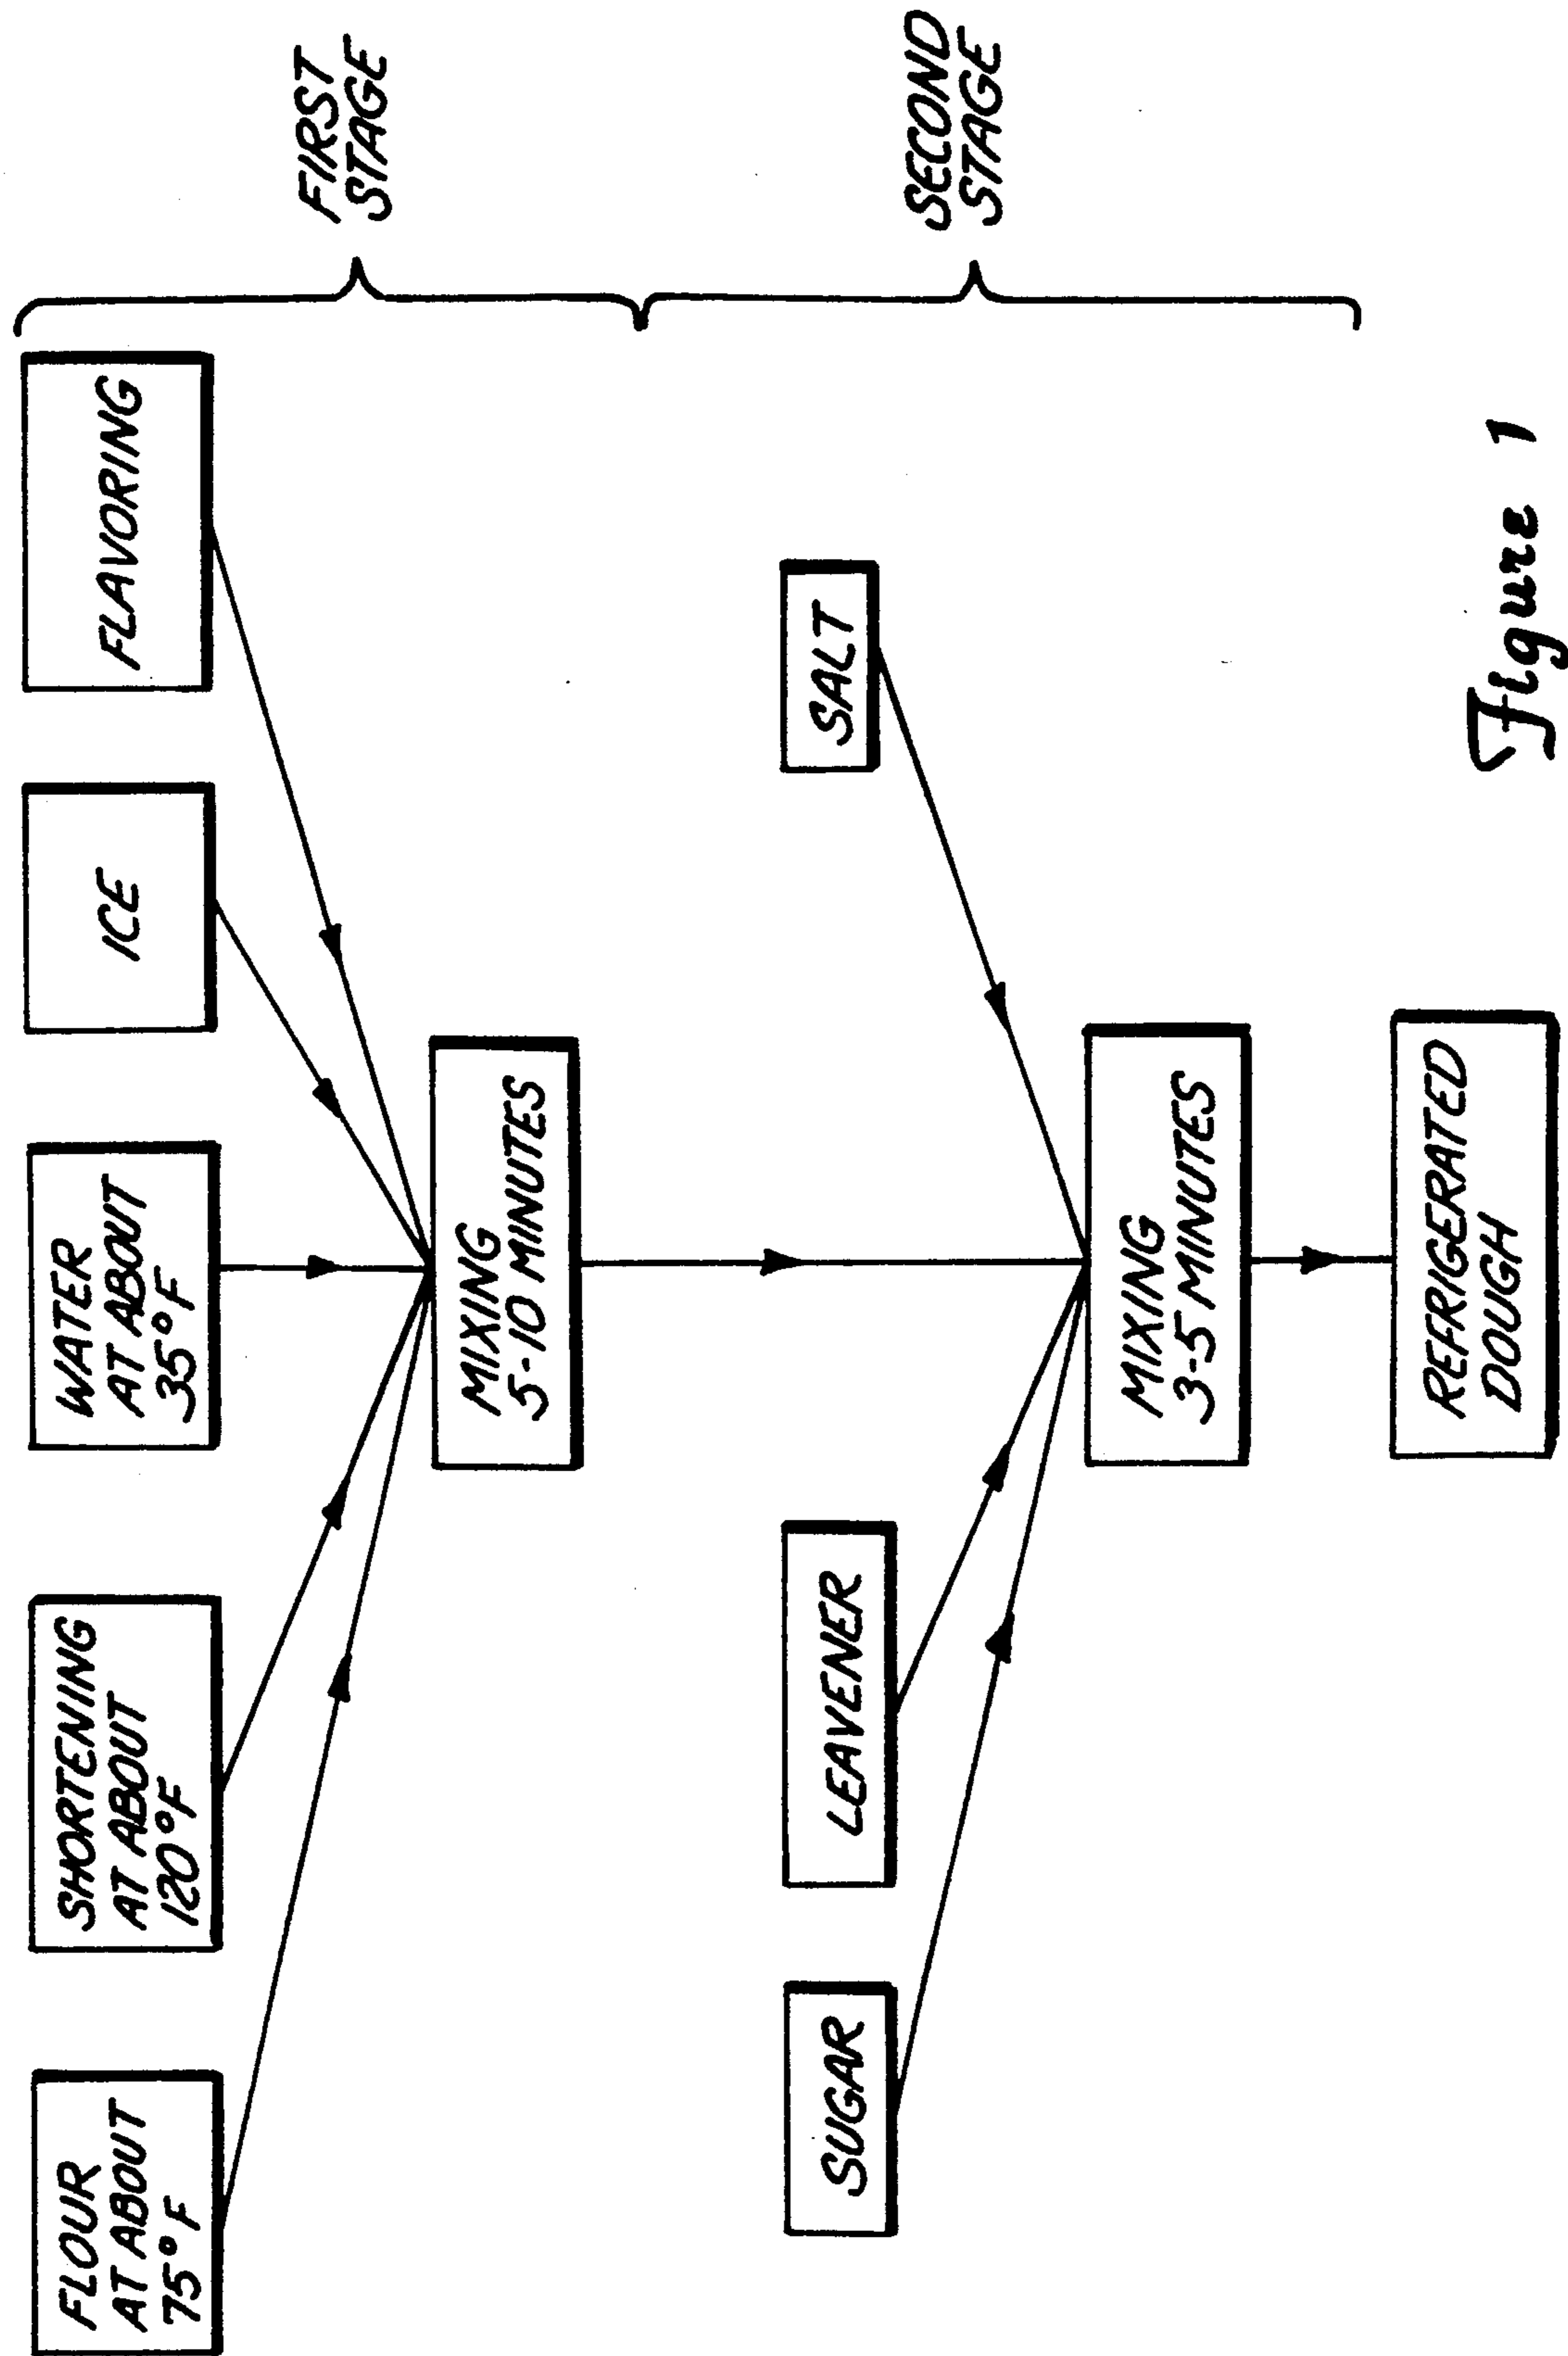 FLOUR
AT ABOUT
75°F
SHORTENING
AT ABOUT
120°F
WATER
AT ABOUT
35°F
ICE
FLAVORING
FIRST
STAGE
MIXING
5-10 MINUTES
SUGAR
LEAVENER
SALT
SECOND
STAGE
MIXING
3-5 MINUTES
REFRIGERATED
DOUGH
Figure 1